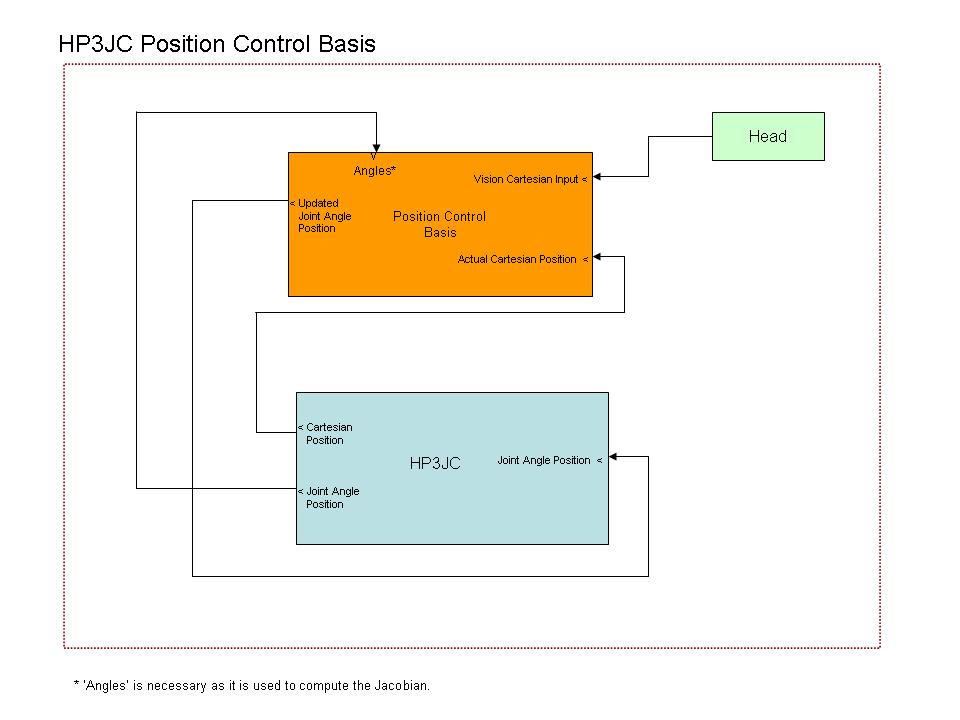 HP3JC Position Control Basis
Head
v
Angles*
Vision Cartesian Input <
< Updated
Joint Angle
Position
Position Control
Basis
Actual Cartesian Position <
< Cartesian
Position
HP3JC
Joint Angle Position <
< Joint Angle
Position
* 'Angles' is necessary as it is used to compute the Jacobian.